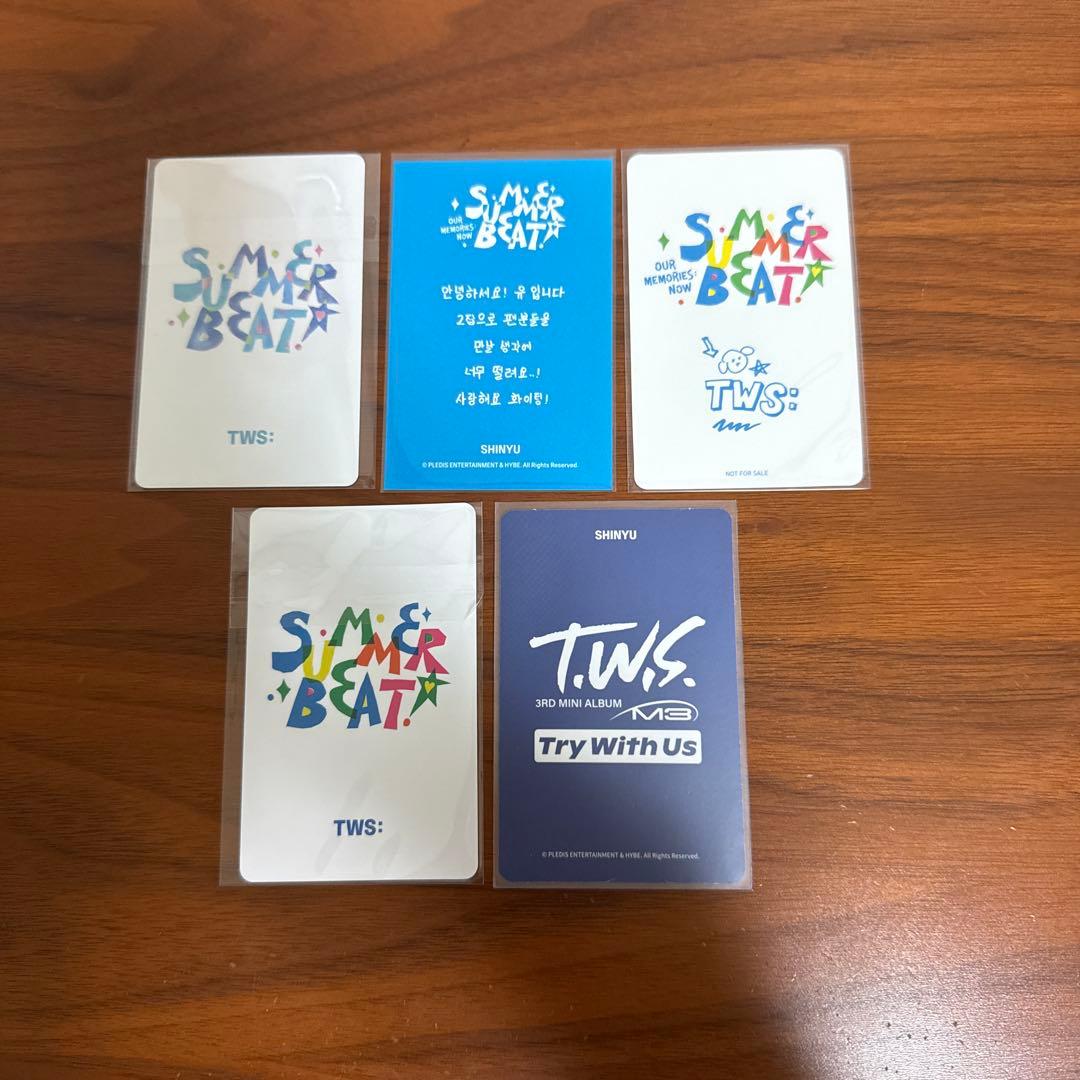 SUMMER
BEAT!
TWS:
SUMMER
BEAT!
OUR
MEMORIES:
NOW
안녕하서요! 유입니다
2집으로 팬분들을
만날 생각에
너무 떨려요..!
사랑해요 화이팅!
SHINYU
© PLEDIS ENTERTAINMENT & HYBE. All Rights Reserved.
SUMMER
BEAT!
OUR
MEMORIES:
NOW
TWS:
NOT FOR SALE
SUMMER
BEAT!
TWS:
SHINYU
T.W.S.
3RD MINI ALBUM M3
Try With Us
© PLEDIS ENTERTAINMENT & HYBE. All Rights Reserved.